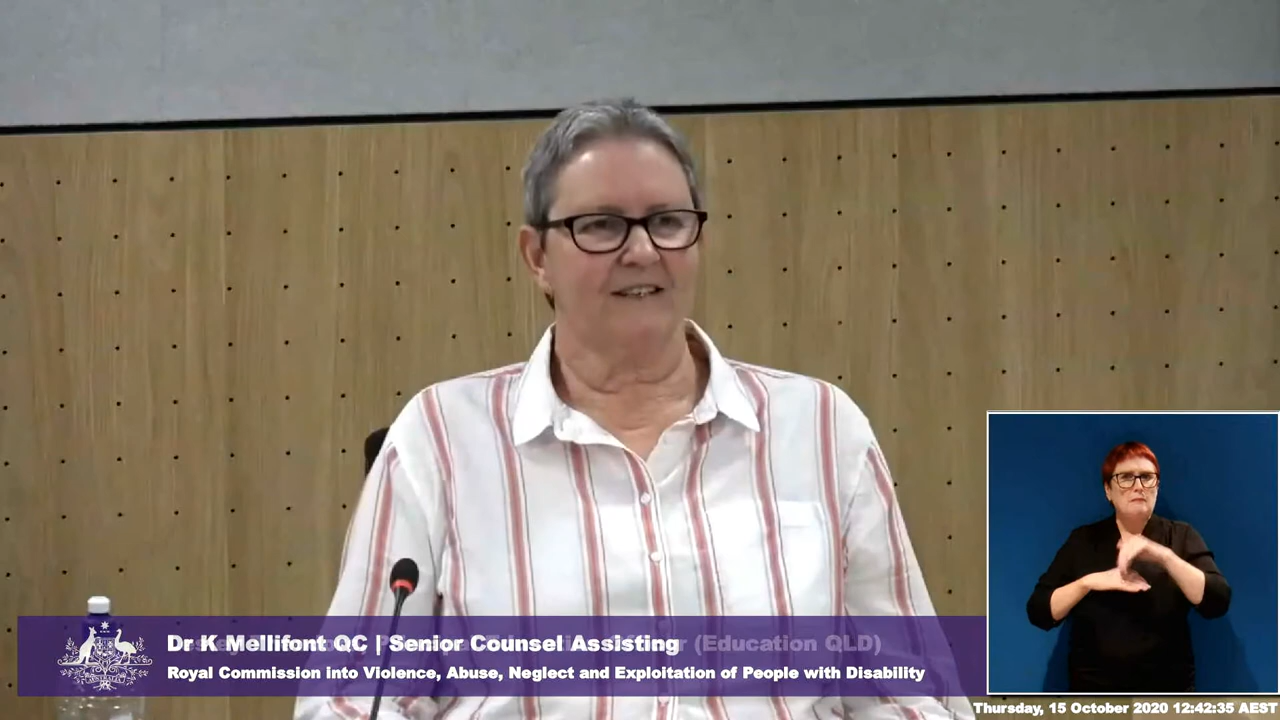 Dr K Mellifont QC | Senior Counsel Assisting
(Education QLD)
Royal Commission into Violence, Abuse, Neglect and Exploitation of People with Disability
Thursday, 15 October 2020 12:42:35 AEST